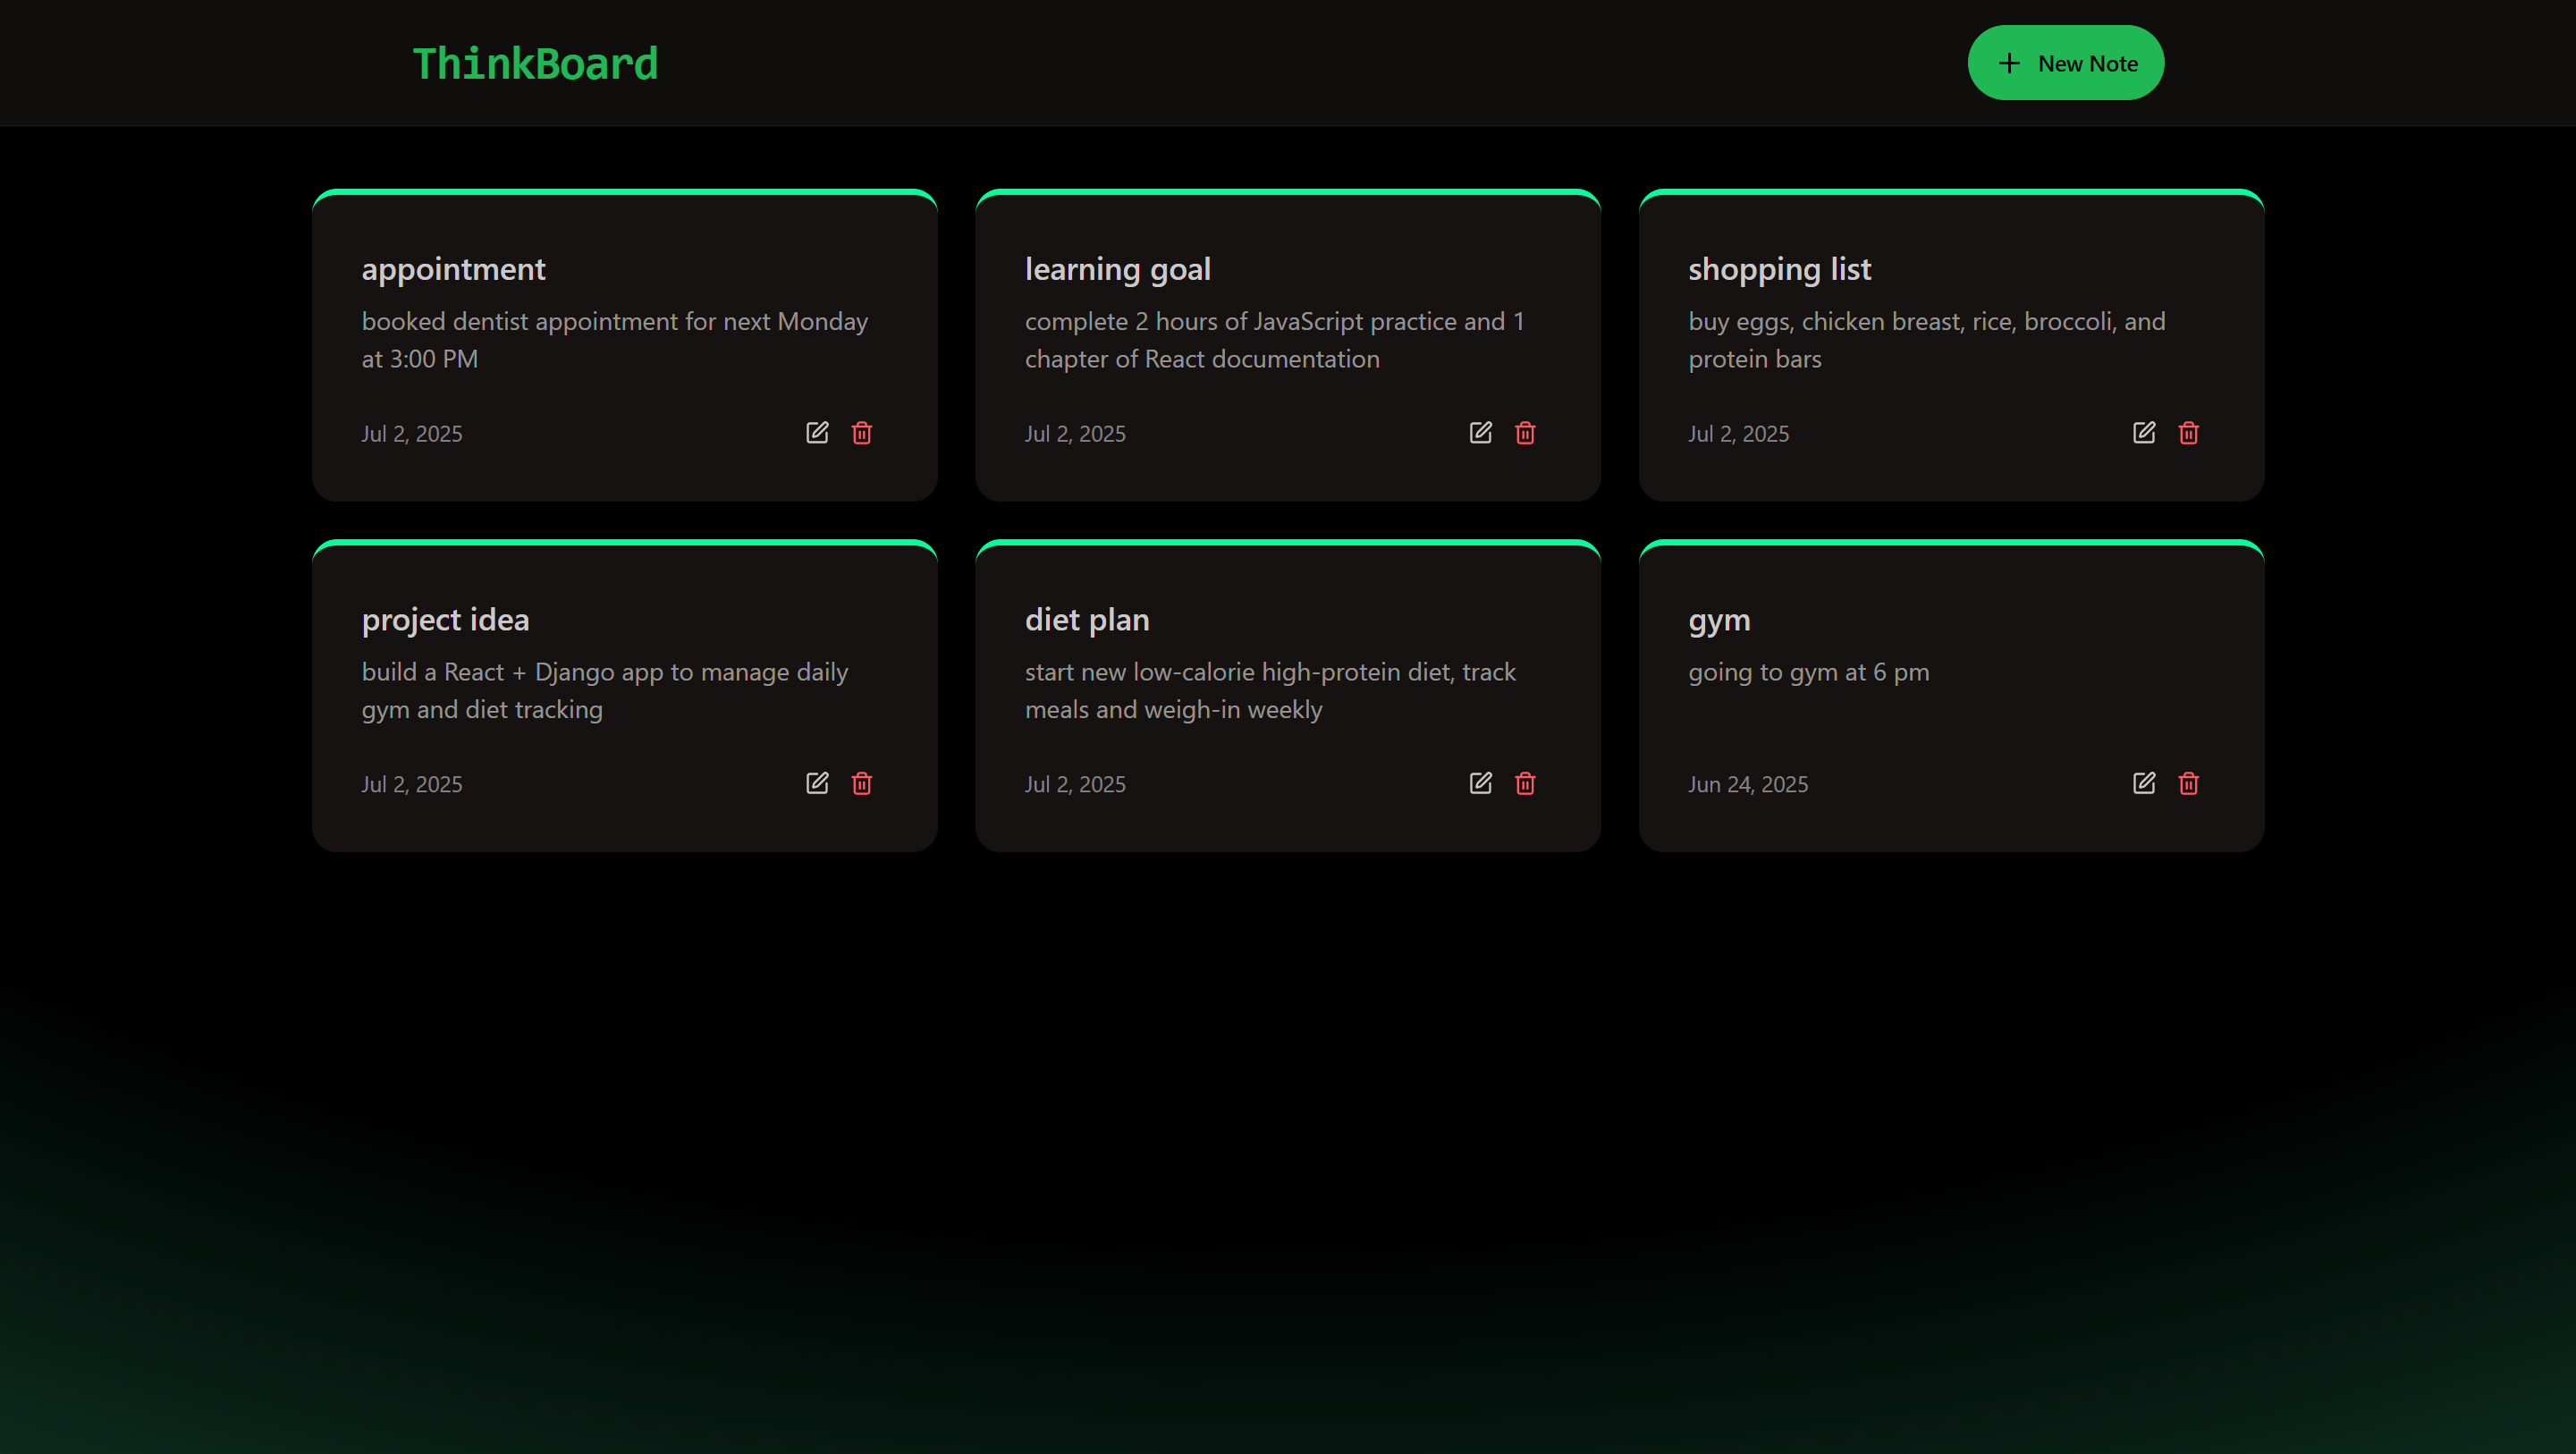 ThinkBoard
New Note
appointment
booked dentist appointment for next Monday
at 3:00 PM
Jul 2, 2025
learning goal
complete 2 hours of JavaScript practice and 1
chapter of React documentation
Jul 2, 2025
shopping list
buy eggs, chicken breast, rice, broccoli, and
protein bars
Jul 2, 2025
project idea
build a React + Django app to manage daily
gym and diet tracking
Jul 2, 2025
diet plan
start new low-calorie high-protein diet, track
meals and weigh-in weekly
Jul 2, 2025
gym
going to gym at 6 pm
Jun 24, 2025